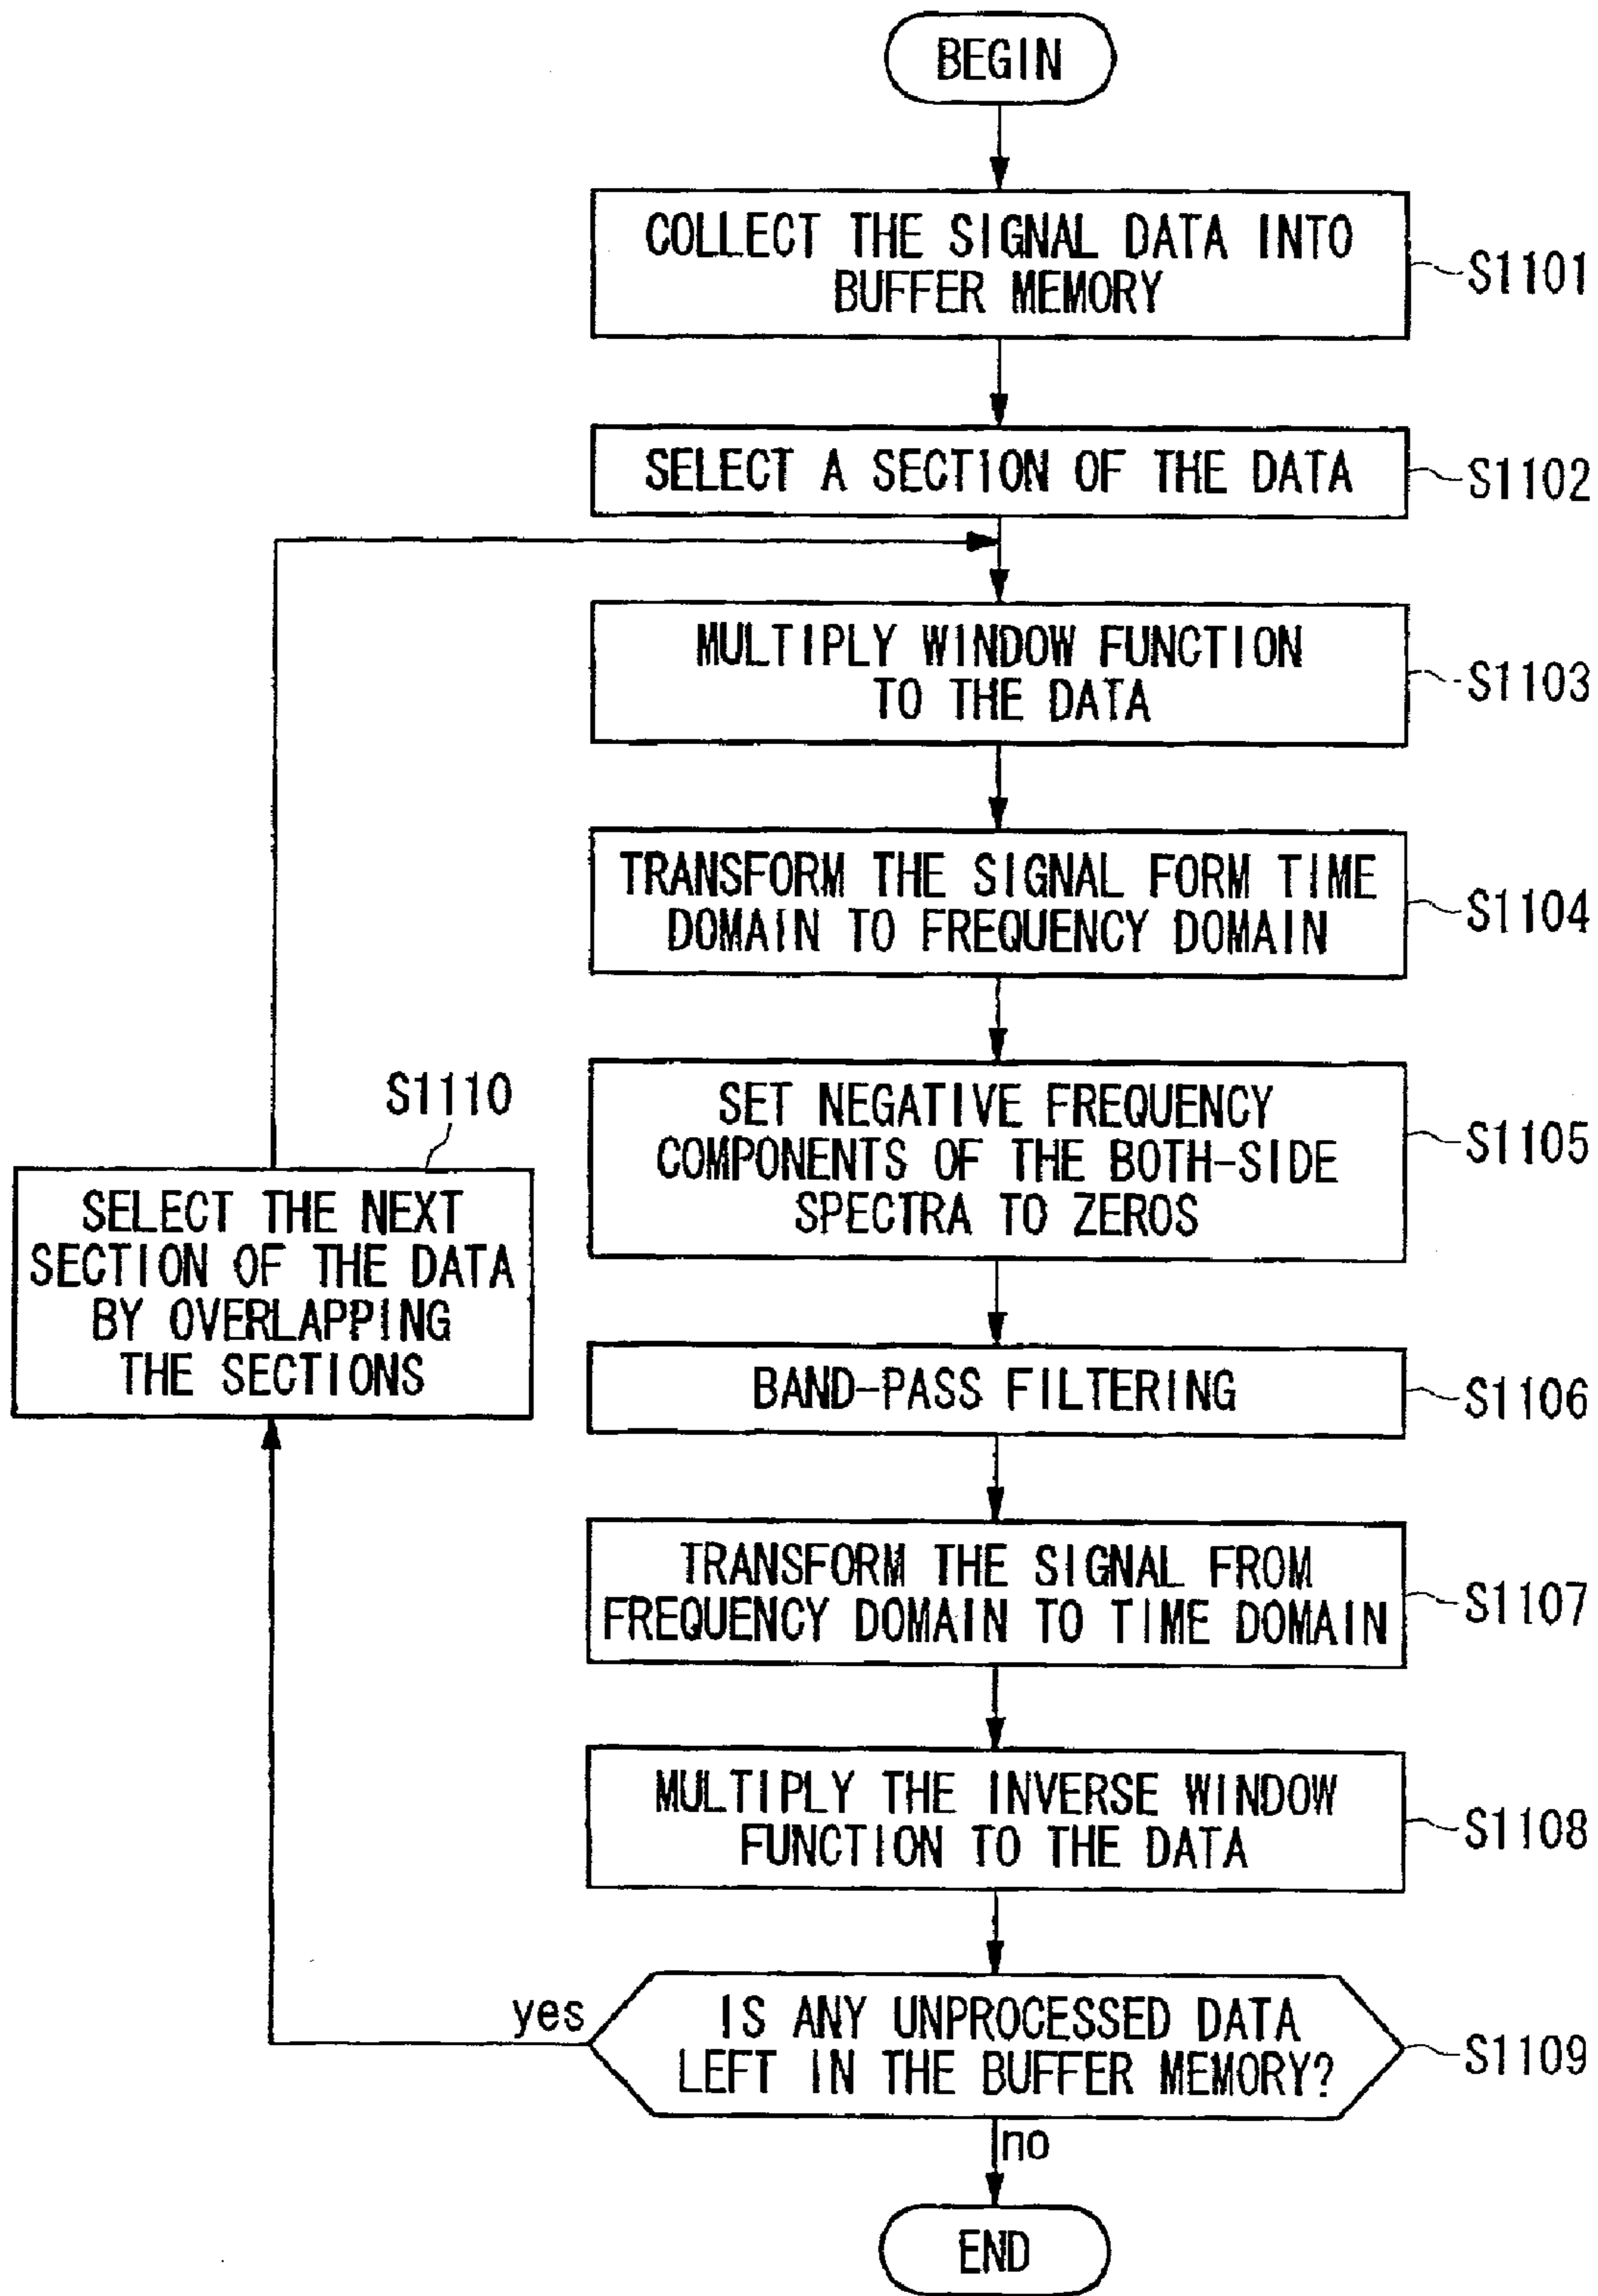 BEGIN
COLLECT THE SIGNAL DATA INTO
BUFFER MEMORY
S1101
SELECT A SECTION OF THE DATA
S1102
MULTIPLY WINDOW FUNCTION
TO THE DATA
S1103
TRANSFORM THE SIGNAL FORM TIME
DOMAIN TO FREQUENCY DOMAIN
S1104
SET NEGATIVE FREQUENCY
COMPONENTS OF THE BOTH-SIDE
SPECTRA TO ZEROS
S1105
S1110
SELECT THE NEXT
SECTION OF THE DATA
BY OVERLAPPING
THE SECTIONS
BAND-PASS FILTERING
S1106
TRANSFORM THE SIGNAL FROM
FREQUENCY DOMAIN TO TIME DOMAIN
S1107
MULTIPLY THE INVERSE WINDOW
FUNCTION TO THE DATA
S1108
yes
IS ANY UNPROCESSED DATA
LEFT IN THE BUFFER MEMORY?
S1109
no
END